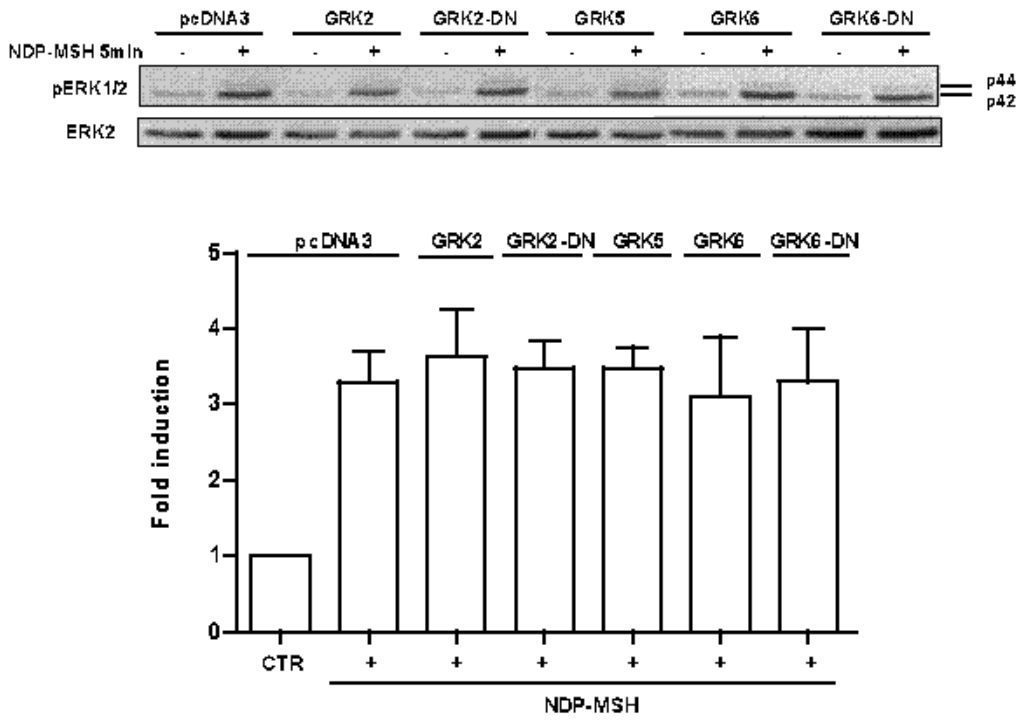 pcDNA3 GRK2 GRK2-DN GRK5 GRK6 GRK6-DN
NDP-MSH 5min - + - + - + - + - + - +
pERK1/2 p44
p42
ERK2
pcDNA3 GRK2 GRK2-DN GRK5 GRK6 GRK6-DN
5
4
3
2
1
0
Fold induction
CTR + + + + + +
NDP-MSH